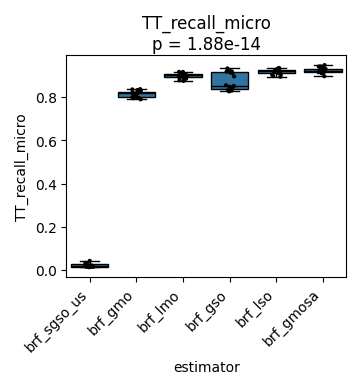 TT_recall_micro
p = 1.88e-14
TT_recall_micro
0.8
0.6
0.4
0.2
0.0
brf_sgso_us
brf_gmo
brf_lmo
brf_gso
brf_lso
brf_gmosa
estimator